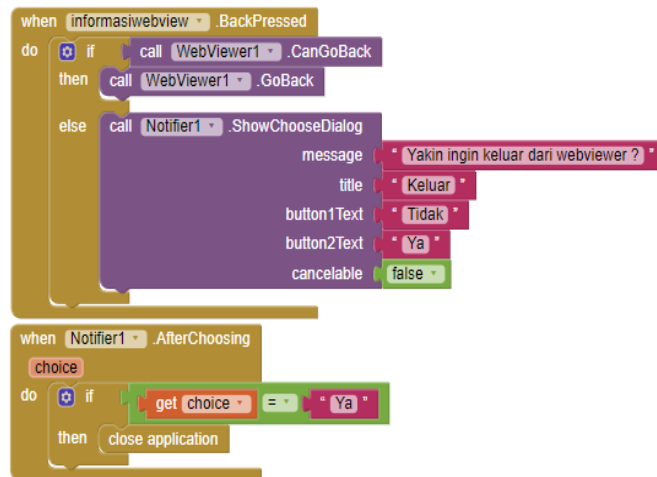 when informasiwebview .BackPressed
do if call WebViewer1 .CanGoBack
then call WebViewer1 .GoBack
else call Notifier1 .ShowChooseDialog
message " Yakin ingin keluar dari webviewer ? "
title " Keluar "
button1Text " Tidak "
button2Text " Ya "
cancelable false
when Notifier1 .AfterChoosing
choice
do if get choice = " Ya "
then close application